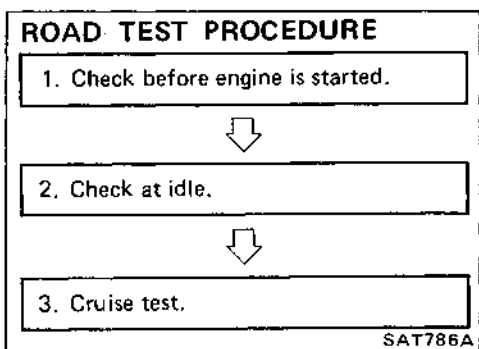 ROAD TEST PROCEDURE
1. Check before engine is started.
2. Check at idle.
3. Cruise test.
SAT786A